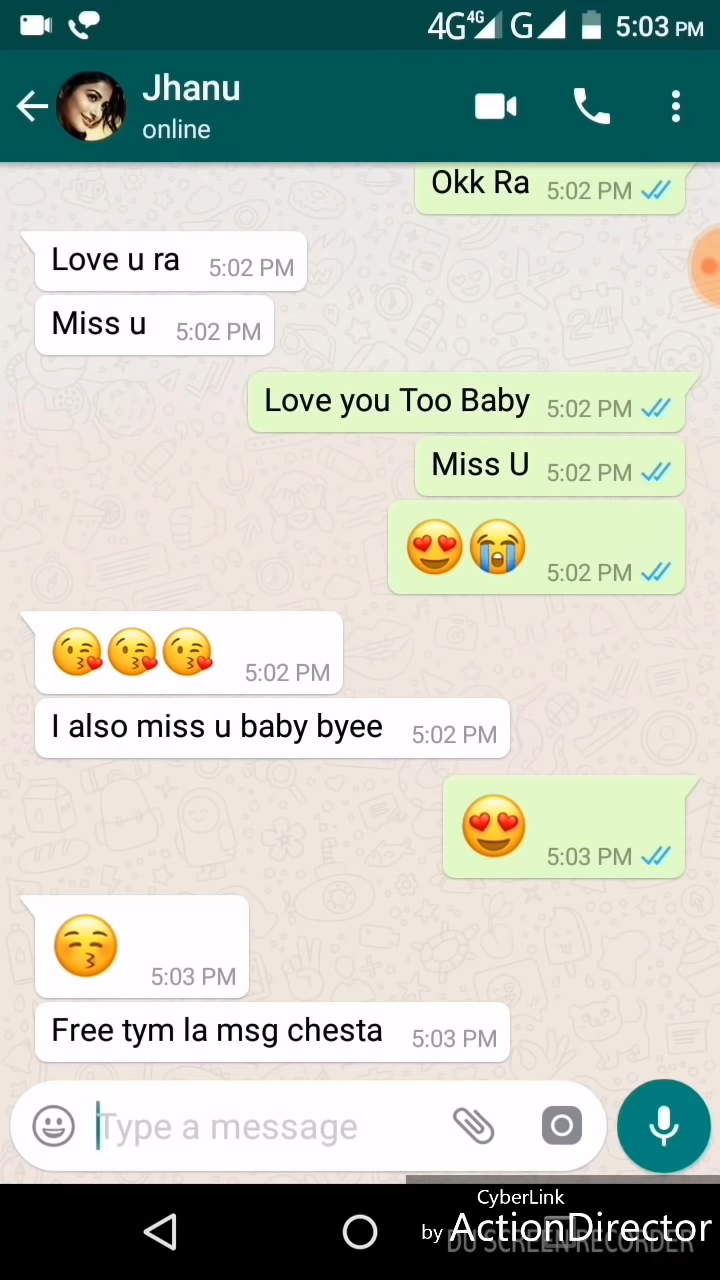 4G 4G G 5:03 PM
Jhanu
online
Okk Ra 5:02 PM
Love u ra 5:02 PM
Miss u 5:02 PM
Love you Too Baby 5:02 PM
Miss U 5:02 PM
😍😭 5:02 PM
😘😘😘 5:02 PM
I also miss u baby byee 5:02 PM
😍 5:03 PM
😚 5:03 PM
Free tym la msg chesta 5:03 PM
Type a message
CyberLink
by ActionDirector
DU SCREEN RECORDER